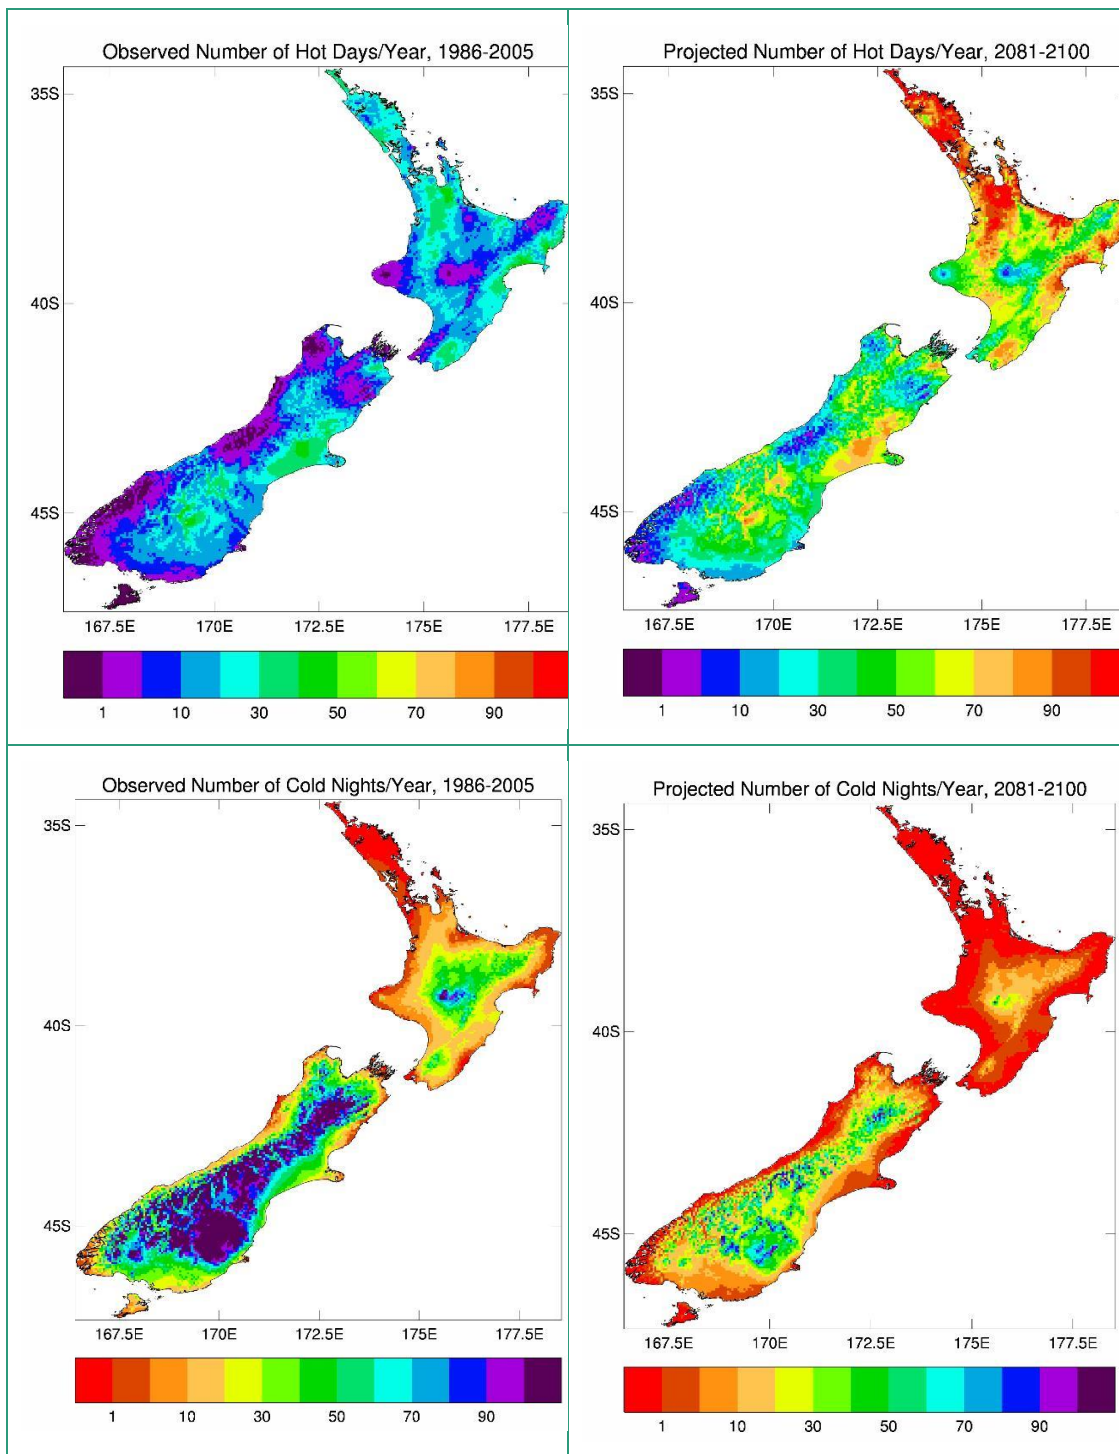 Observed Number of Hot Days/Year, 1986-2005
35S
40S
45S
167.5E 170E 172.5E 175E 177.5E
1 10 30 50 70 90
Projected Number of Hot Days/Year, 2081-2100
35S
40S
45S
167.5E 170E 172.5E 175E 177.5E
1 10 30 50 70 90
Observed Number of Cold Nights/Year, 1986-2005
35S
40S
45S
167.5E 170E 172.5E 175E 177.5E
1 10 30 50 70 90
Projected Number of Cold Nights/Year, 2081-2100
35S
40S
45S
167.5E 170E 172.5E 175E 177.5E
1 10 30 50 70 90